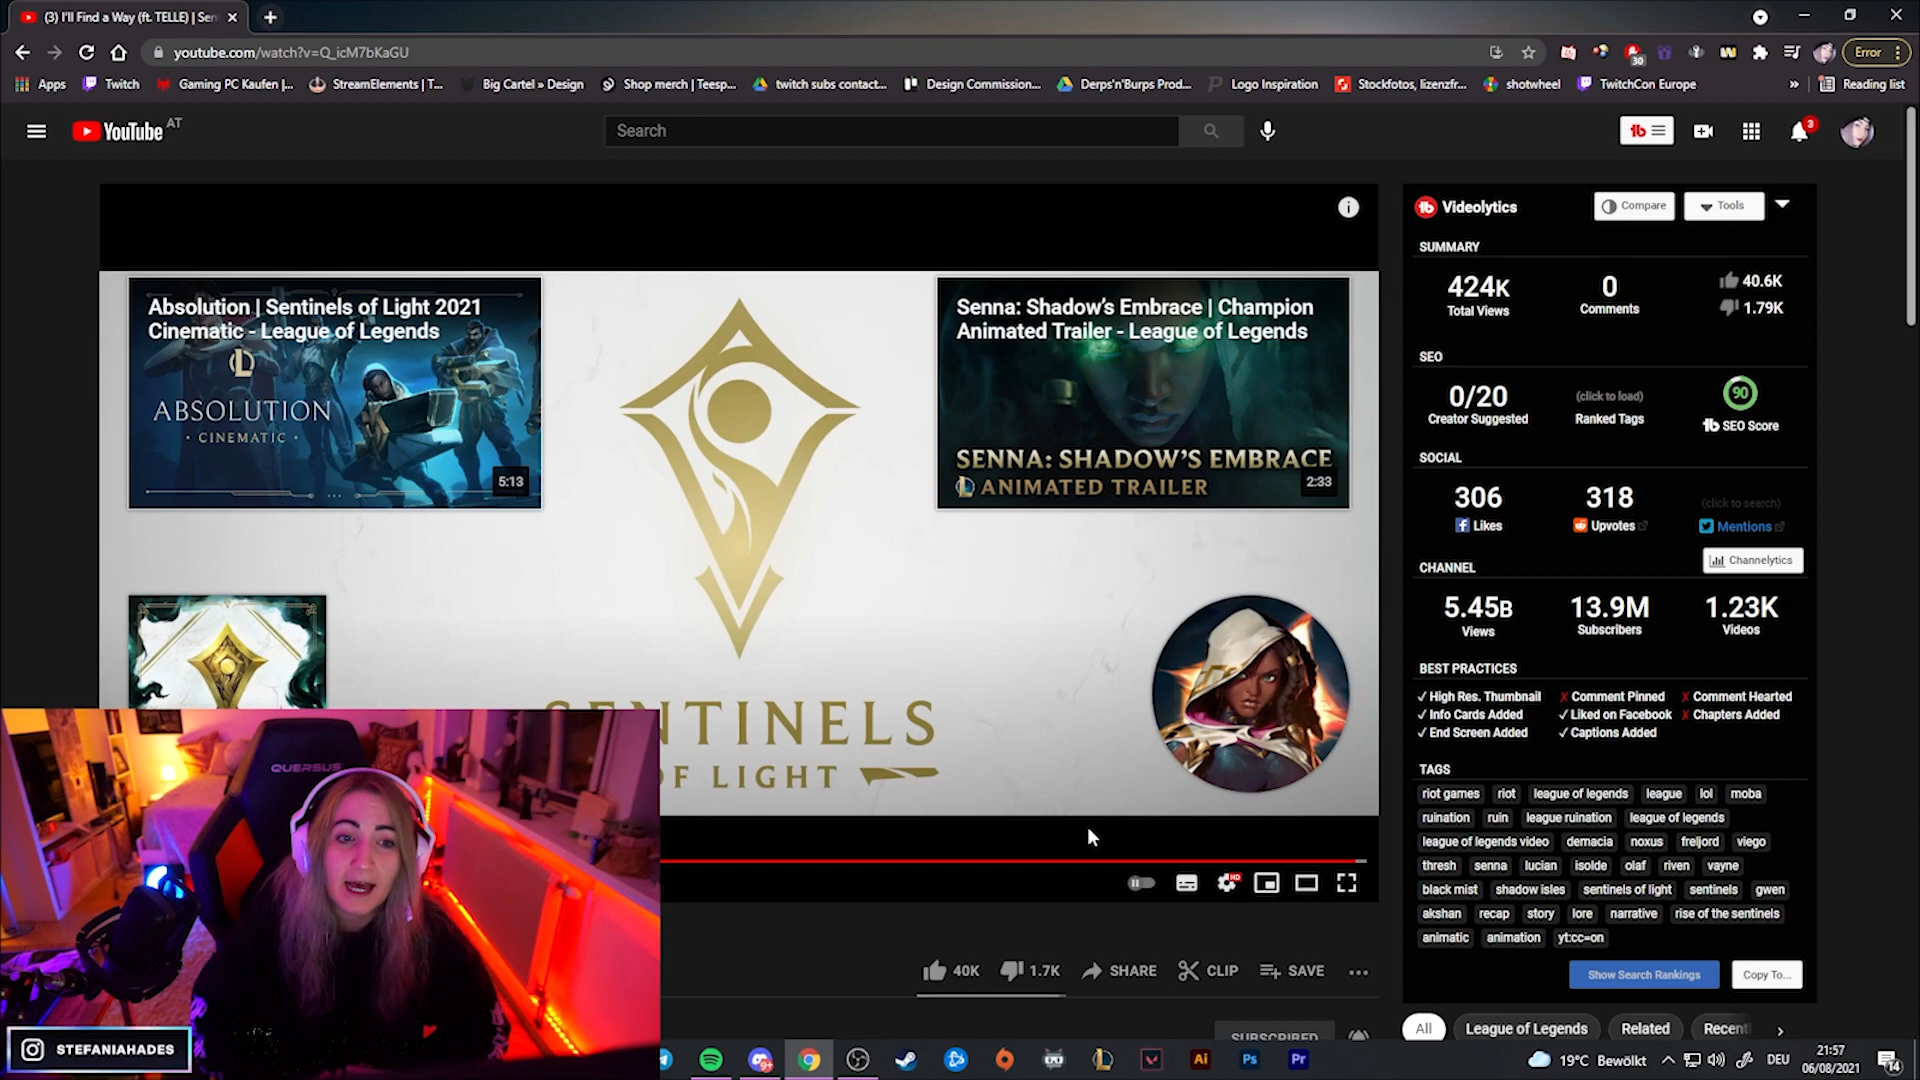 (3) I'll Find a Way (ft. TELLE) | Sen
youtube.com/watch?v=Q_icM7bKaGU
30
Error
Apps
Twitch
Gaming PC Kaufen |...
StreamElements | T...
Big Cartel » Design
Shop merch | Teesp...
twitch subs contact...
Design Commission...
Derps'n'Burps Prod...
Logo Inspiration
Stockfotos, lizenzfr...
shotwheel
TwitchCon Europe
»
Reading list
YouTube AT
Search
3
Absolution | Sentinels of Light 2021
Cinematic - League of Legends
ABSOLUTION
• CINEMATIC •
5:13
Senna: Shadow's Embrace | Champion
Animated Trailer - League of Legends
SENNA: SHADOW'S EMBRACE
ANIMATED TRAILER
2:33
SENTINELS
OF LIGHT
HD
40K
1.7K
SHARE
CLIP
SAVE
SUBSCRIBED
Videolytics
Compare
Tools
SUMMARY
424K
Total Views
0
Comments
40.6K
1.79K
SEO
0/20
Creator Suggested
(click to load)
Ranked Tags
90
SEO Score
SOCIAL
306
Likes
318
Upvotes
(click to search)
Mentions
CHANNEL
Channelytics
5.45B
Views
13.9M
Subscribers
1.23K
Videos
BEST PRACTICES
✓ High Res. Thumbnail ✗ Comment Pinned ✗ Comment Hearted
✓ Info Cards Added ✓ Liked on Facebook ✗ Chapters Added
✓ End Screen Added ✓ Captions Added
TAGS
riot games riot league of legends league lol moba
ruination ruin league ruination league of legends
league of legends video demacia noxus freljord viego
thresh senna lucian isolde olaf riven vayne
black mist shadow isles sentinels of light sentinels gwen
akshan recap story lore narrative rise of the sentinels
animatic animation yt:cc=on
Show Search Rankings
Copy To...
All
League of Legends
Related
Recent
QUERSUS
STEFANIAHADES
Ai
Ps
Pr
19°C Bewölkt
DEU
21:57
06/08/2021
14